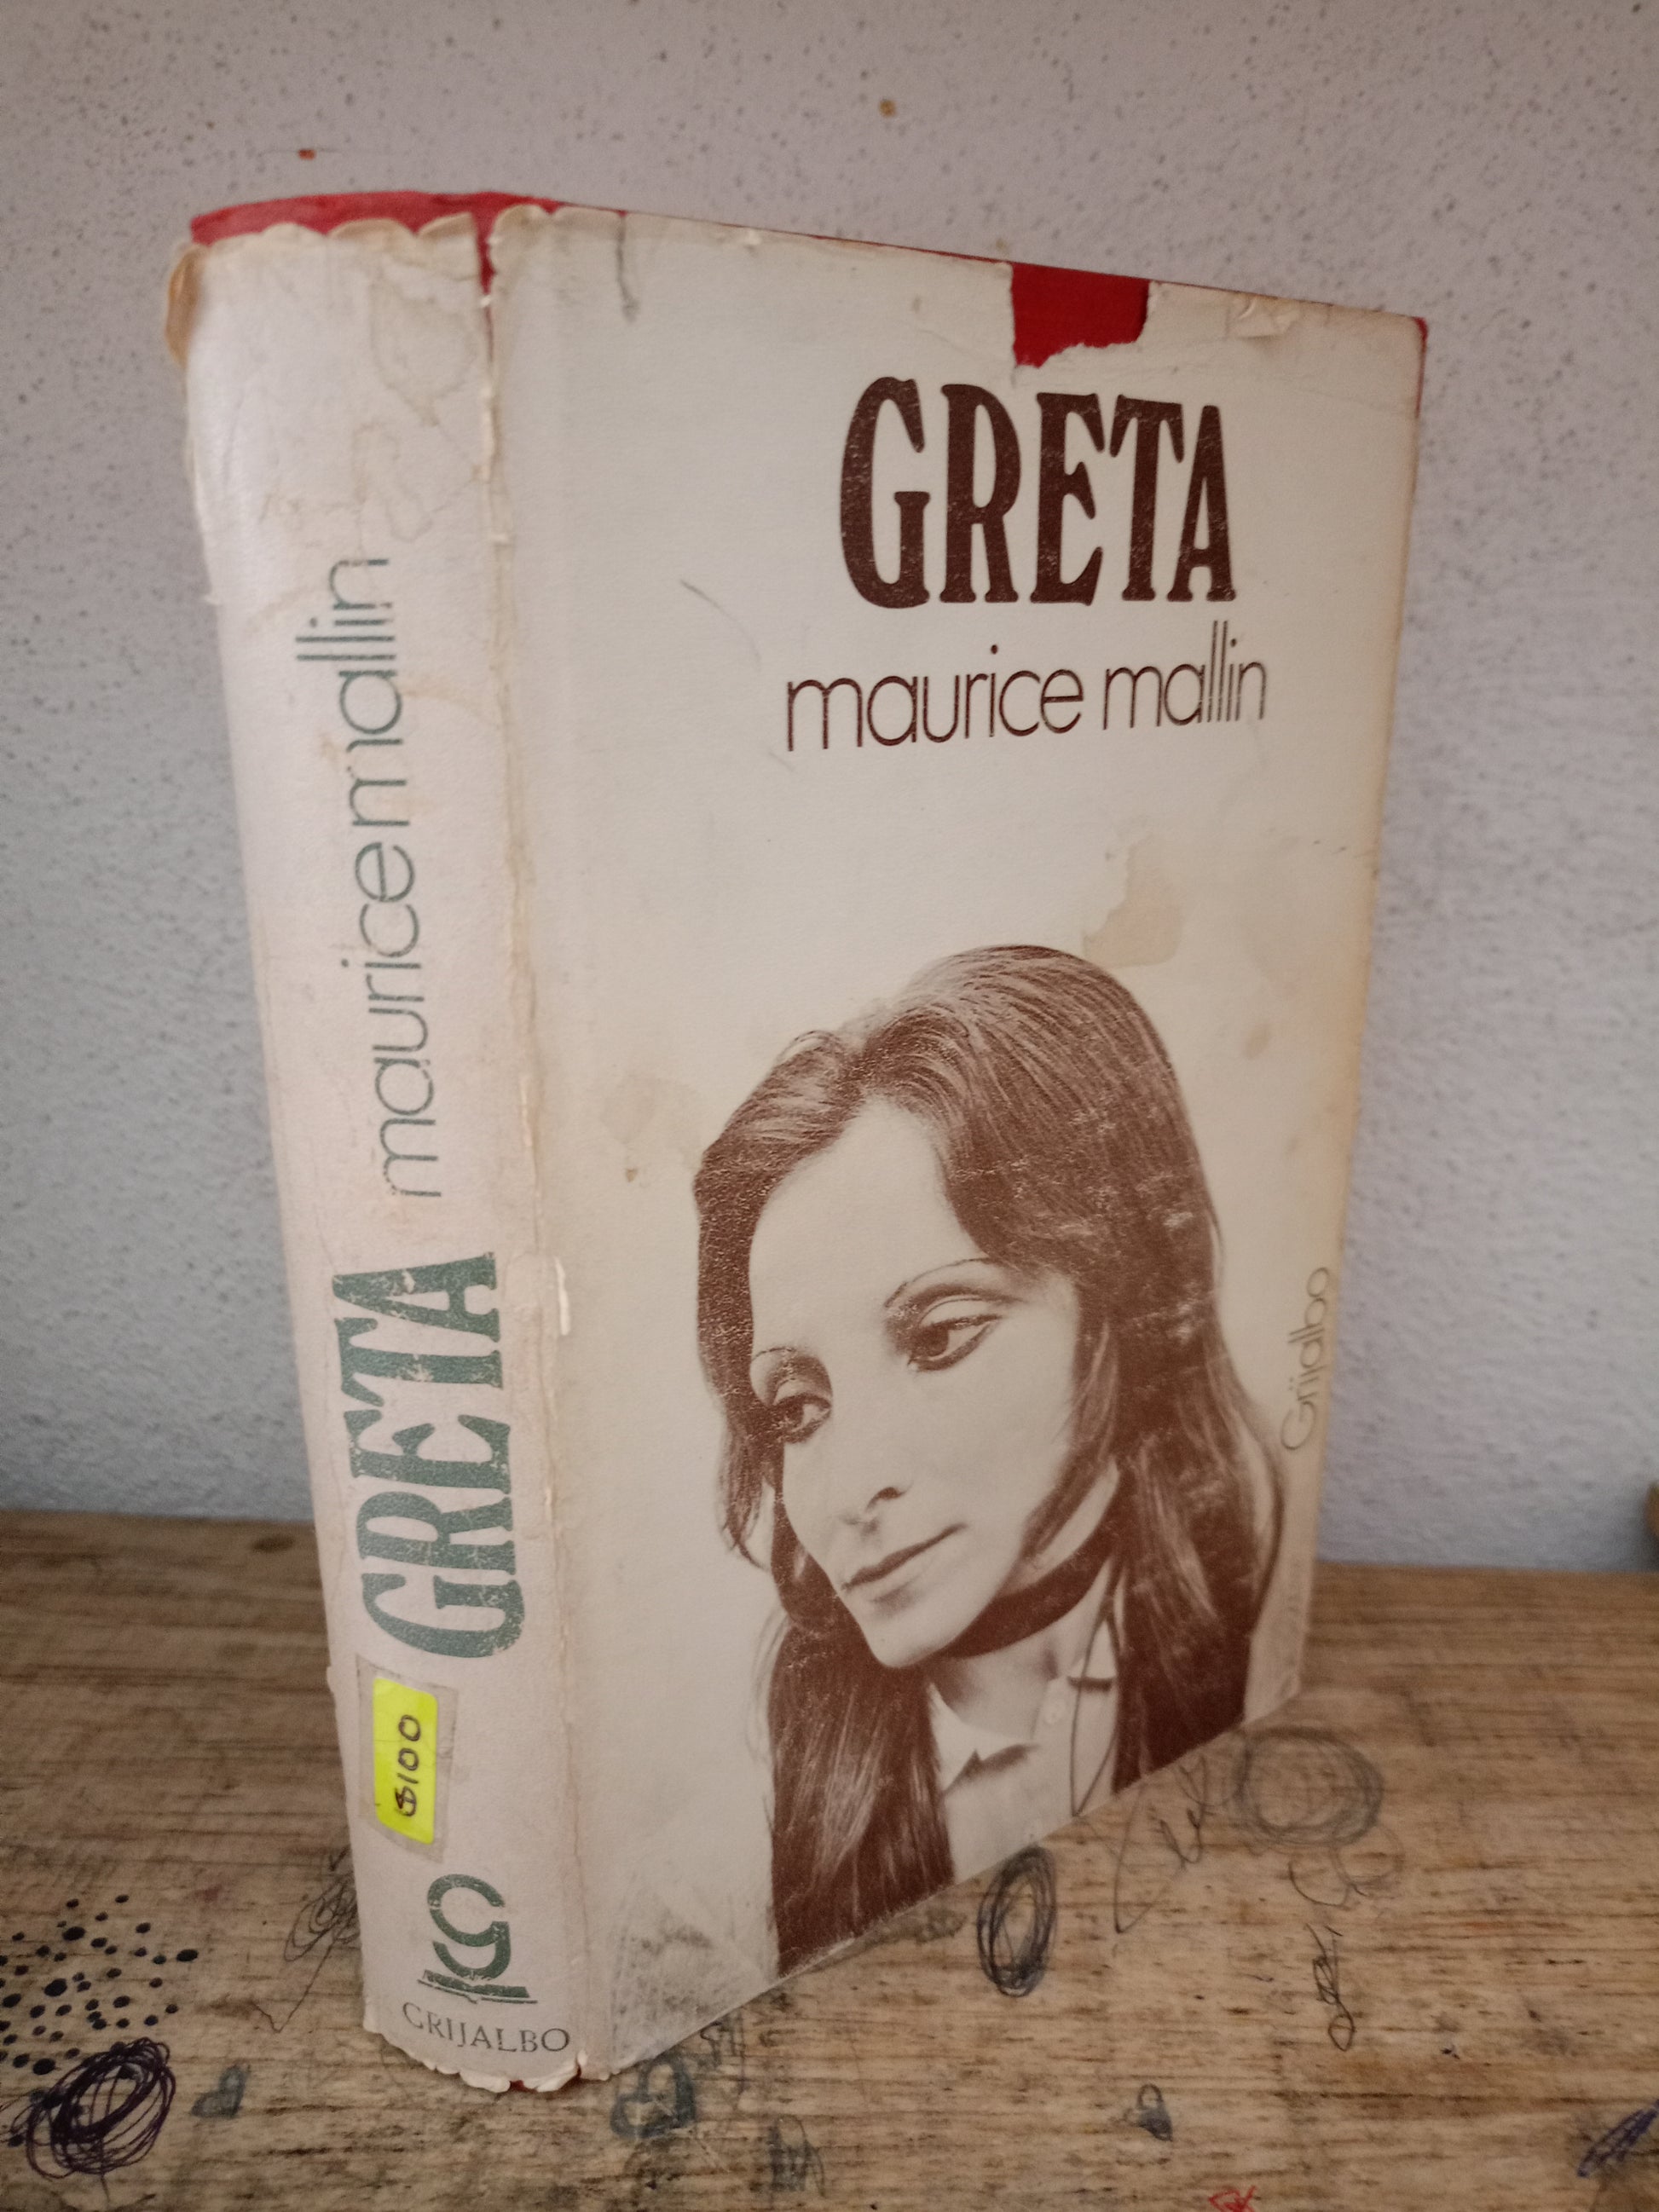 GRETA
maurice mallin
Grijalbo
GRETA maurice mallin
$100
GRIJALBO